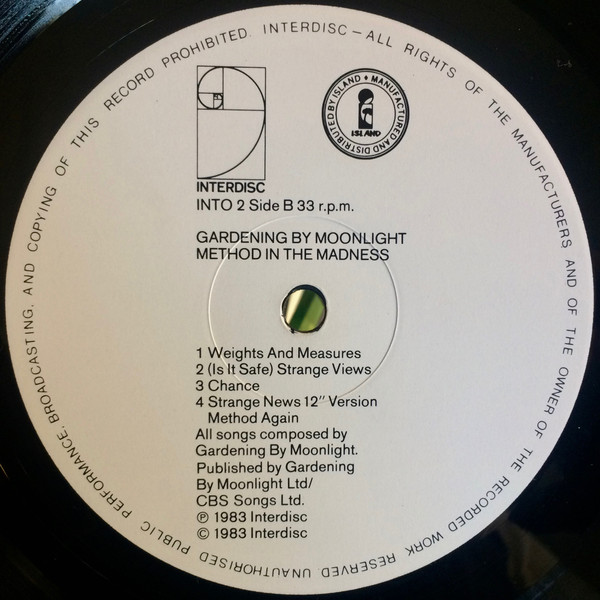 INTERDISC – ALL RIGHTS OF THE MANUFACTURERS AND OF THE OWNER OF THE RECORDED WORK RESERVED UNAUTHORISED PUBLIC PERFORMANCE, BROADCASTING, AND COPYING OF THIS RECORD PROHIBITED.
MANUFACTURED AND DISTRIBUTED BY ISLAND
ISLAND
INTERDISC
INTO 2 Side B 33 r.p.m.
GARDENING BY MOONLIGHT
METHOD IN THE MADNESS
1 Weights And Measures
2 (Is It Safe) Strange Views
3 Chance
4 Strange News 12" Version
Method Again
All songs composed by
Gardening By Moonlight.
Published by Gardening
By Moonlight Ltd/
CBS Songs Ltd.
℗ 1983 Interdisc
© 1983 Interdisc